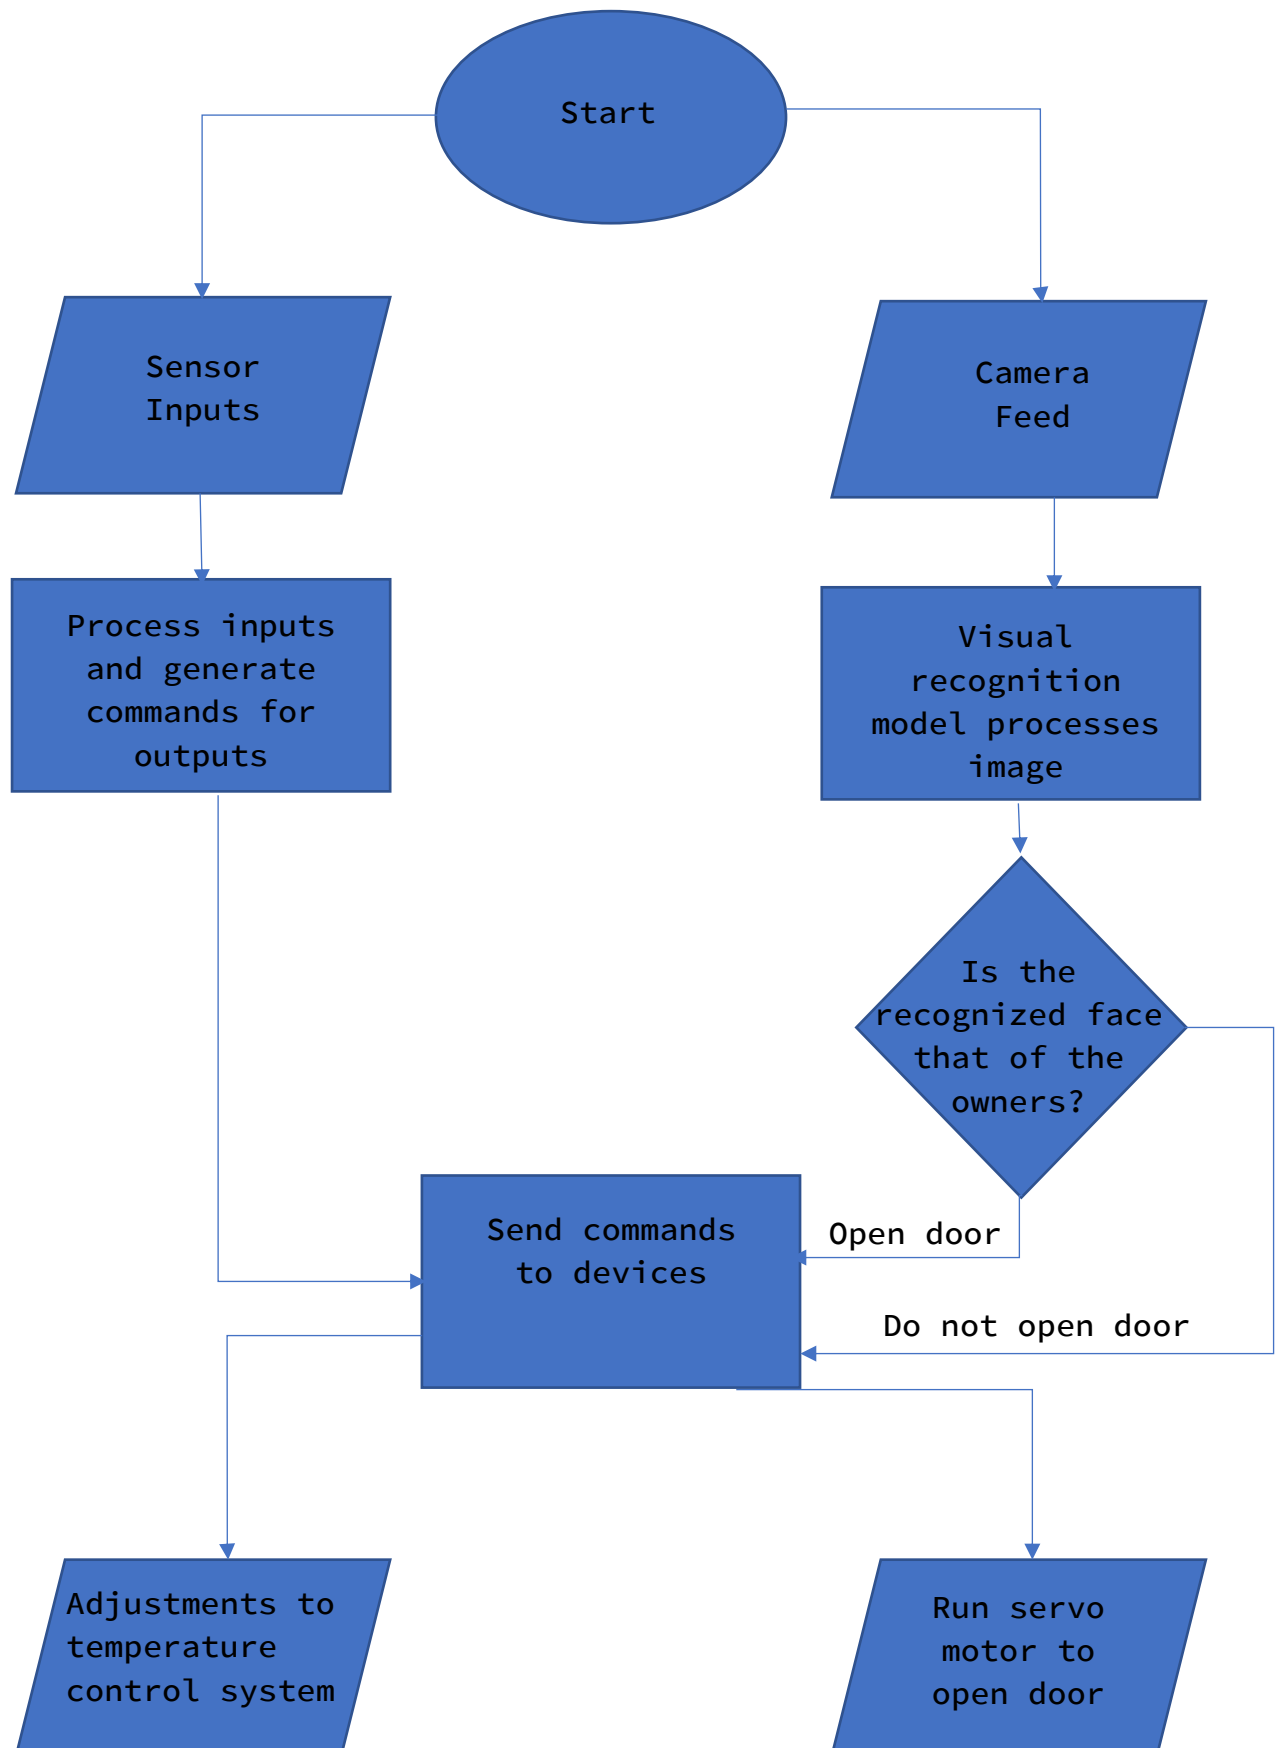 Start
Sensor
Inputs
Camera
Feed
Process inputs
and generate
commands for
outputs
Visual
recognition
model processes
image
Is the
recognized face
that of the
owners?
Send commands
to devices
Open door
Do not open door
Adjustments to
temperature
control system
Run servo
motor to
open door